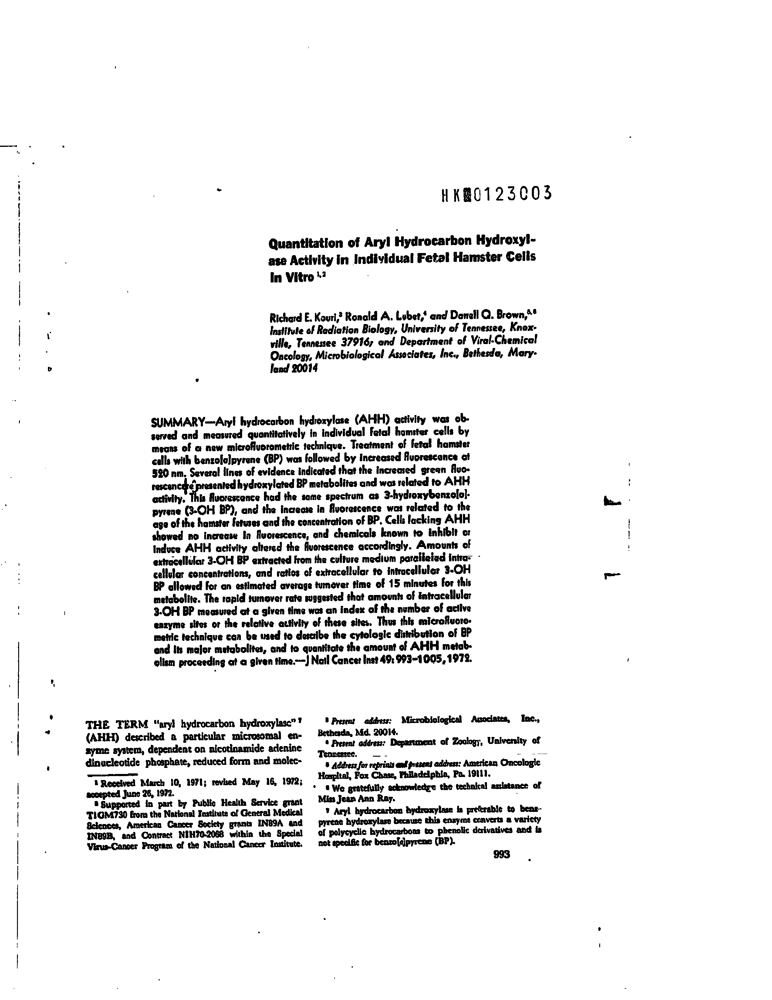 HK0123003
Quantitation of Aryl Hydrocarbon Hydroxyl-
ase Activity in Individual Fetal Hamster Cells
In Vitro 1,2
Richard E. Kouri,3 Ronald A. Lubet,4 and Darrell Q. Brown,5,6
Institute of Radiation Biology, University of Tennessee, Knox-
ville, Tennessee 37916; and Department of Viral-Chemical
Oncology, Microbiological Associates, Inc., Bethesda, Mary-
land 20014
SUMMARY—Aryl hydrocarbon hydroxylase (AHH) activity was ob-
served and measured quantitatively in individual fetal hamster cells by
means of a new microfluorometric technique. Treatment of fetal hamster
cells with benzo[a]pyrene (BP) was followed by increased fluorescence at
520 nm. Several lines of evidence indicated that the increased green fluo-
rescence represented hydroxylated BP metabolites and was related to AHH
activity. This fluorescence had the same spectrum as 3-hydroxybenzo[a]-
pyrene (3-OH BP), and the increase in fluorescence was related to the
age of the hamster fetuses and the concentration of BP. Cells lacking AHH
showed no increase in fluorescence, and chemicals known to inhibit or
induce AHH activity altered the fluorescence accordingly. Amounts of
extracellular 3-OH BP extracted from the culture medium paralleled intra-
cellular concentrations, and ratios of extracellular to intracellular 3-OH
BP allowed for an estimated average turnover time of 15 minutes for this
metabolite. The rapid turnover rate suggested that amounts of intracellular
3-OH BP measured at a given time was an index of the number of active
enzyme sites or the relative activity of these sites. Thus this microfluoro-
metric technique can be used to describe the cytologic distribution of BP
and its major metabolites, and to quantitate the amount of AHH metab-
olism proceeding at a given time.—J Natl Cancer Inst 49: 993-1005, 1972.
THE TERM "aryl hydrocarbon hydroxylase" 7
(AHH) described a particular microsomal en-
zyme system, dependent on nicotinamide adenine
dinucleotide phosphate, reduced form and molec-
1 Received March 10, 1971; revised May 16, 1972;
accepted June 26, 1972.
2 Supported in part by Public Health Service grant
T1GM730 from the National Institute of General Medical
Sciences, American Cancer Society grants IN89A and
IN89B, and Contract NIH70-2068 within the Special
Virus-Cancer Program of the National Cancer Institute.
3 Present address: Microbiological Associates, Inc.,
Bethesda, Md. 20014.
4 Present address: Department of Zoology, University of
Tennessee.
5 Address for reprints and present address: American Oncologic
Hospital, Fox Chase, Philadelphia, Pa. 19111.
6 We gratefully acknowledge the technical assistance of
Miss Jean Ann Ray.
7 Aryl hydrocarbon hydroxylase is preferable to benz-
pyrene hydroxylase because this enzyme converts a variety
of polycyclic hydrocarbons to phenolic derivatives and is
not specific for benzo[a]pyrene (BP).
993